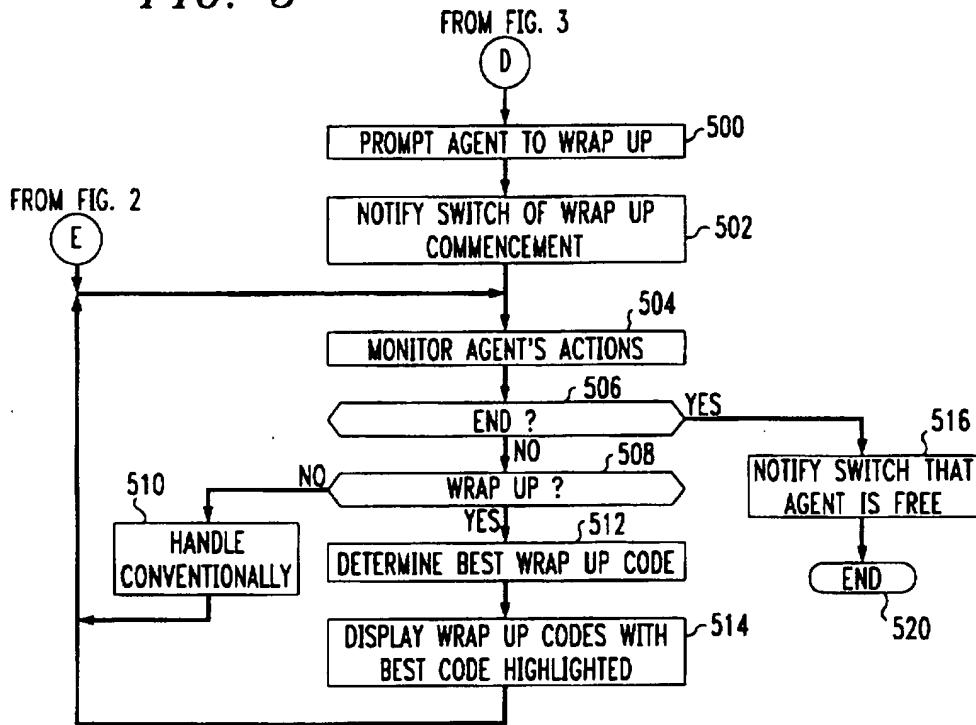 FROM FIG. 3
D
500
PROMPT AGENT TO WRAP UP
FROM FIG. 2
E
NOTIFY SWITCH OF WRAP UP
COMMENCEMENT
502
504
MONITOR AGENT'S ACTIONS
506
END ?
YES
NO
516
NOTIFY SWITCH THAT
AGENT IS FREE
508
WRAP UP ?
NO
YES
510
HANDLE
CONVENTIONALLY
512
DETERMINE BEST WRAP UP CODE
END
520
514
DISPLAY WRAP UP CODES WITH
BEST CODE HIGHLIGHTED